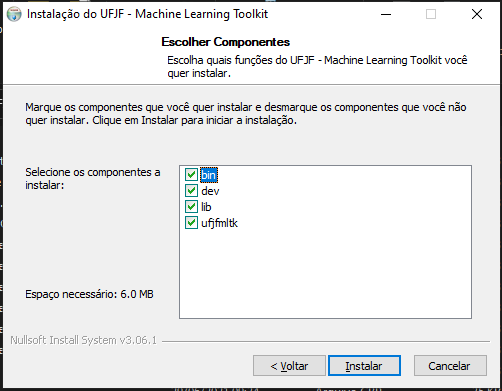 Instalação do UFJF - Machine Learning Toolkit
Escolher Componentes
Escolha quais funções do UFJF - Machine Learning Toolkit você
quer instalar.
Marque os componentes que você quer instalar e desmarque os componentes que você não
quer instalar. Clique em Instalar para iniciar a instalação.
Selecione os componentes a
instalar:
bin
dev
lib
ufjfmltk
Espaço necessário: 6.0 MB
Nullsoft Install System v3.06.1
< Voltar
Instalar
Cancelar